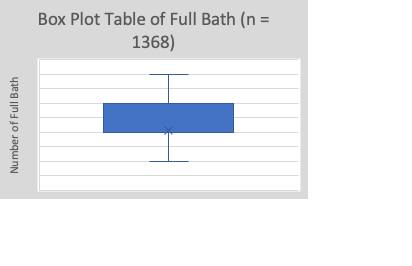 Box Plot Table of Full Bath (n =
1368)
Number of Full Bath